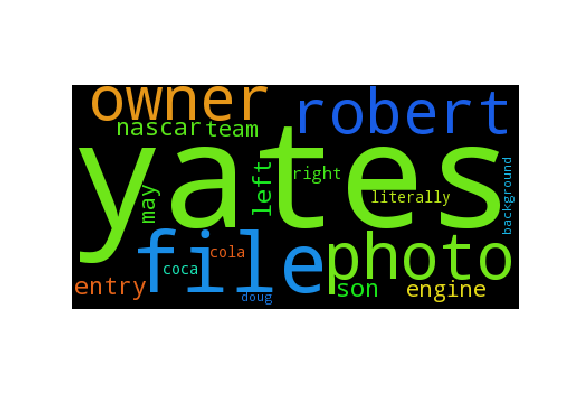 owner
robert
nascar
team
yates
right
left
literally
background
may
file
photo
cola
coca
entry
son
engine
doug